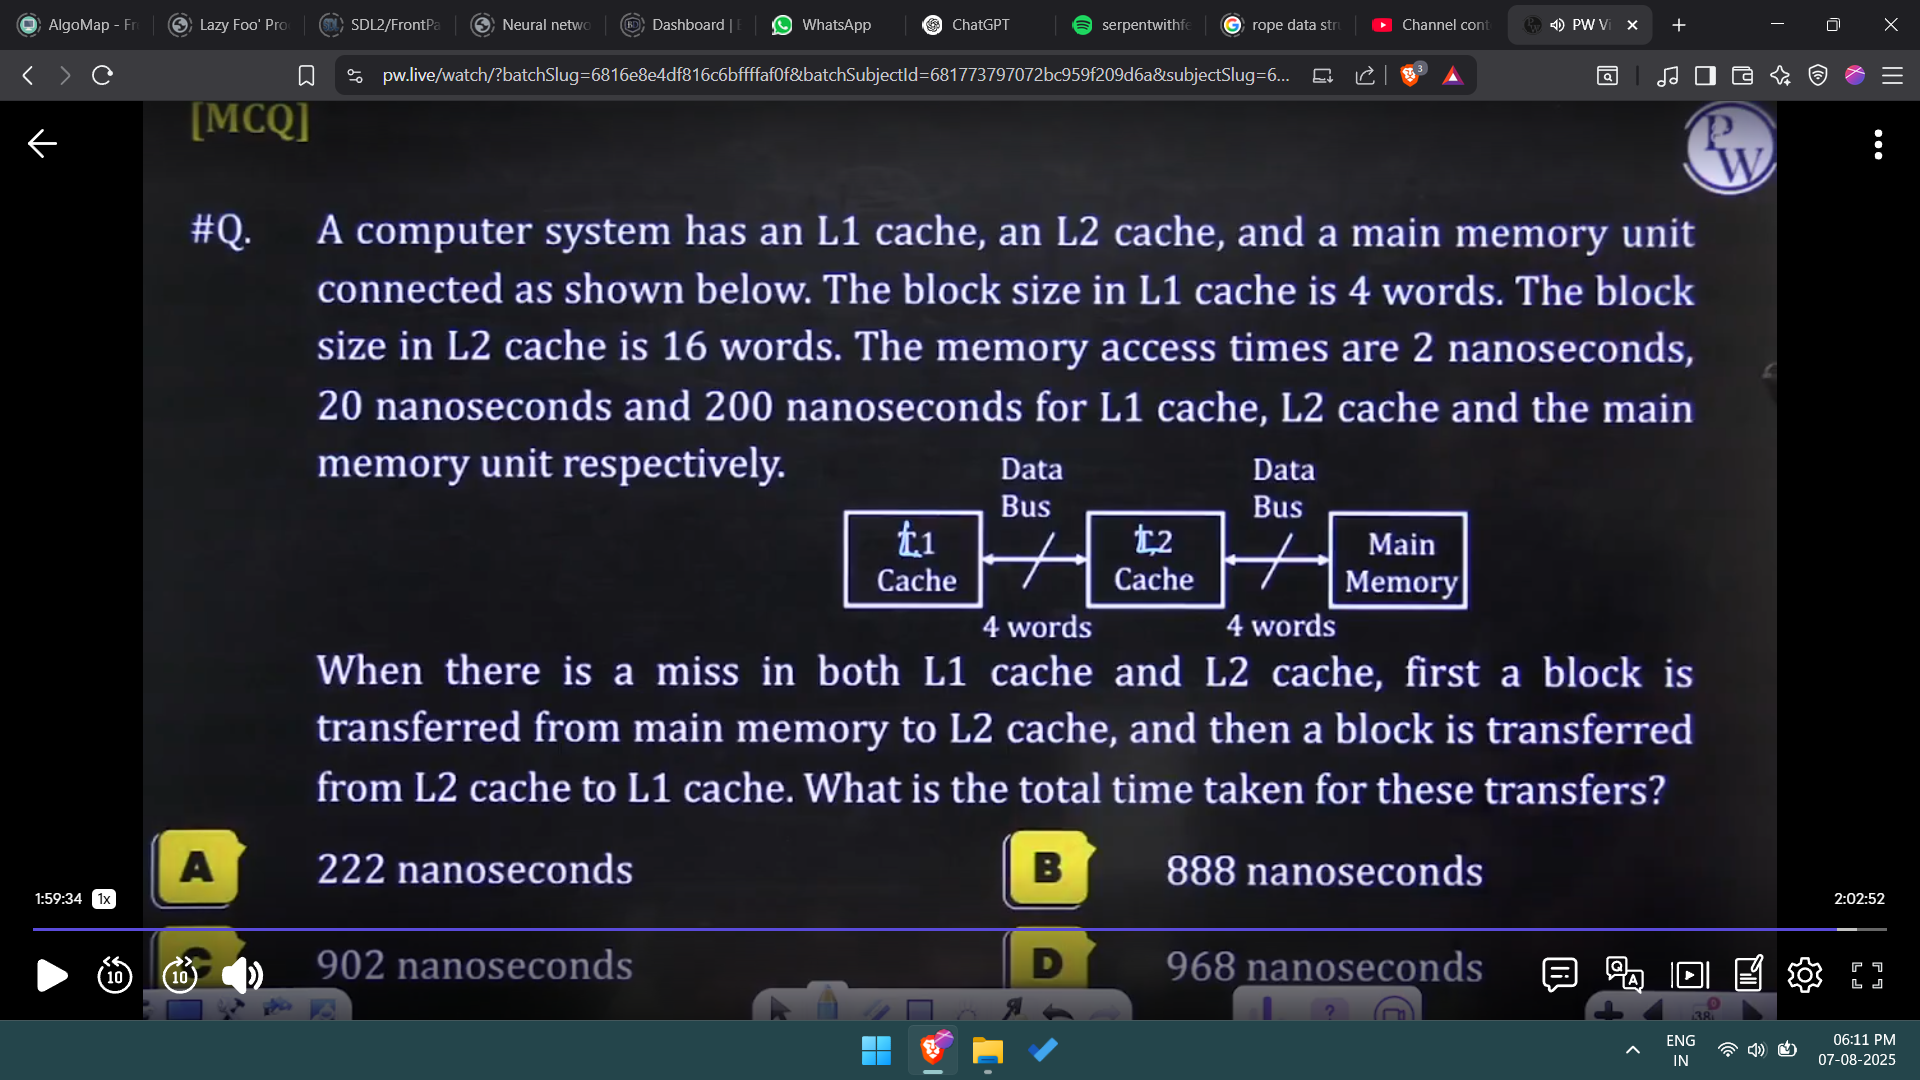 AlgoMap - Fr
Lazy Foo' Pro
SDL2/FrontPa
Neural netwo
Dashboard |
WhatsApp
ChatGPT
serpentwithfe
rope data stru
Channel cont
PW Vi
pw.live/watch/?batchSlug=6816e8e4df816c6bffffaf0f&batchSubjectId=681773797072bc959f209d6a&subjectSlug=6...
3
[MCQ]
PW
#Q. A computer system has an L1 cache, an L2 cache, and a main memory unit
connected as shown below. The block size in L1 cache is 4 words. The block
size in L2 cache is 16 words. The memory access times are 2 nanoseconds,
20 nanoseconds and 200 nanoseconds for L1 cache, L2 cache and the main
memory unit respectively.
Data Bus
Data Bus
L1 Cache
L2 Cache
Main Memory
4 words
4 words
When there is a miss in both L1 cache and L2 cache, first a block is
transferred from main memory to L2 cache, and then a block is transferred
from L2 cache to L1 cache. What is the total time taken for these transfers?
A 222 nanoseconds
B 888 nanoseconds
1:59:34 1x
2:02:52
C 902 nanoseconds
D 968 nanoseconds
10
10
ENG
IN
06:11 PM
07-08-2025